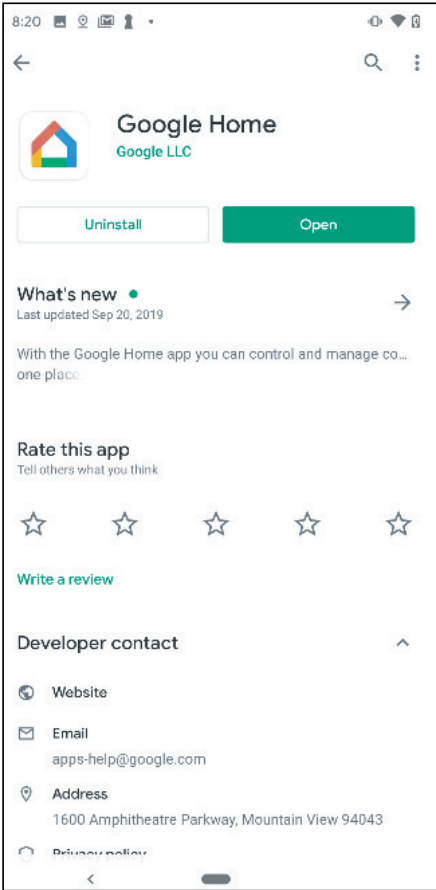 8:20
Google Home
Google LLC
Uninstall
Open
What's new
Last updated Sep 20, 2019
With the Google Home app you can control and manage co...
one place.
Rate this app
Tell others what you think
Write a review
Developer contact
Website
Email
apps-help@google.com
Address
1600 Amphitheatre Parkway, Mountain View 94043
Privacy policy